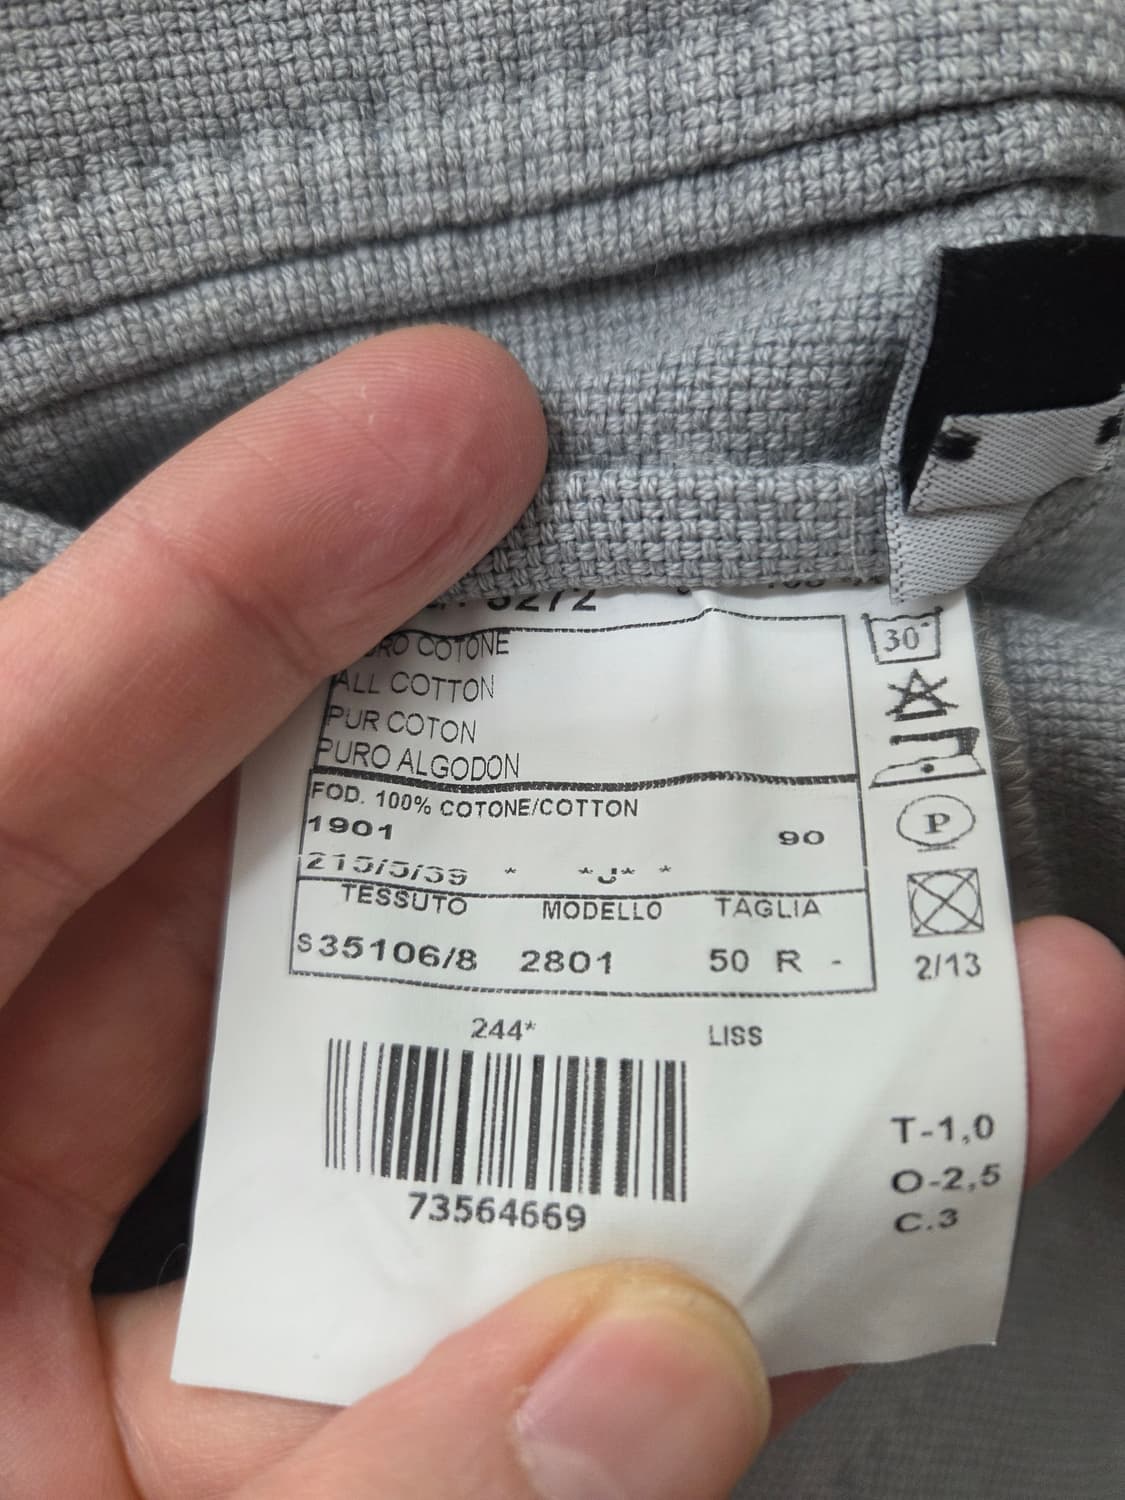 COTONE
ALL COTTON
PUR COTON
PURO ALGODON
FOD. 100% COTONE/COTTON
1901 90
* *J* *
TESSUTO MODELLO TAGLIA
S35106/8 2801 50 R -
30°
P
2/13
244* LISS
73564669
T-1,0
O-2,5
C.3